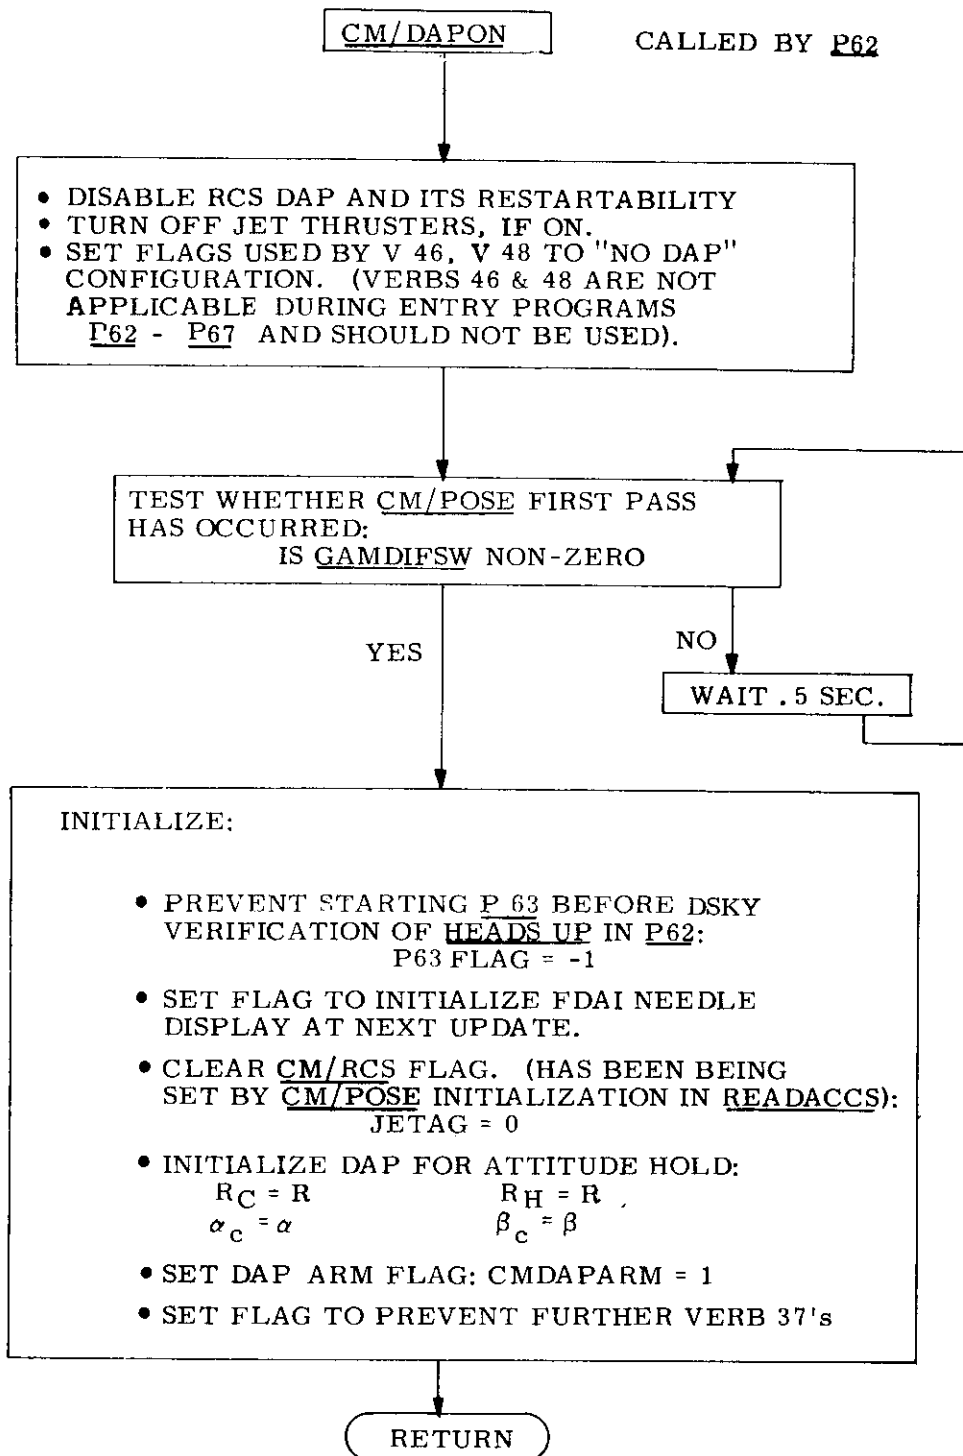 CM/DAPON
CALLED BY P62
• DISABLE RCS DAP AND ITS RESTARTABILITY
• TURN OFF JET THRUSTERS, IF ON.
• SET FLAGS USED BY V 46, V 48 TO "NO DAP"
CONFIGURATION. (VERBS 46 & 48 ARE NOT
APPLICABLE DURING ENTRY PROGRAMS
P62 - P67 AND SHOULD NOT BE USED).
TEST WHETHER CM/POSE FIRST PASS
HAS OCCURRED:
IS GAMDIFSW NON-ZERO
YES
NO
WAIT .5 SEC.
INITIALIZE:
• PREVENT STARTING P 63 BEFORE DSKY
VERIFICATION OF HEADS UP IN P62:
P63 FLAG = -1
• SET FLAG TO INITIALIZE FDAI NEEDLE
DISPLAY AT NEXT UPDATE.
• CLEAR CM/RCS FLAG. (HAS BEEN BEING
SET BY CM/POSE INITIALIZATION IN READACCS):
JETAG = 0
• INITIALIZE DAP FOR ATTITUDE HOLD:
R_C = R R_H = R
α_c = α β_c = β
• SET DAP ARM FLAG: CMDAPARM = 1
• SET FLAG TO PREVENT FURTHER VERB 37's
RETURN